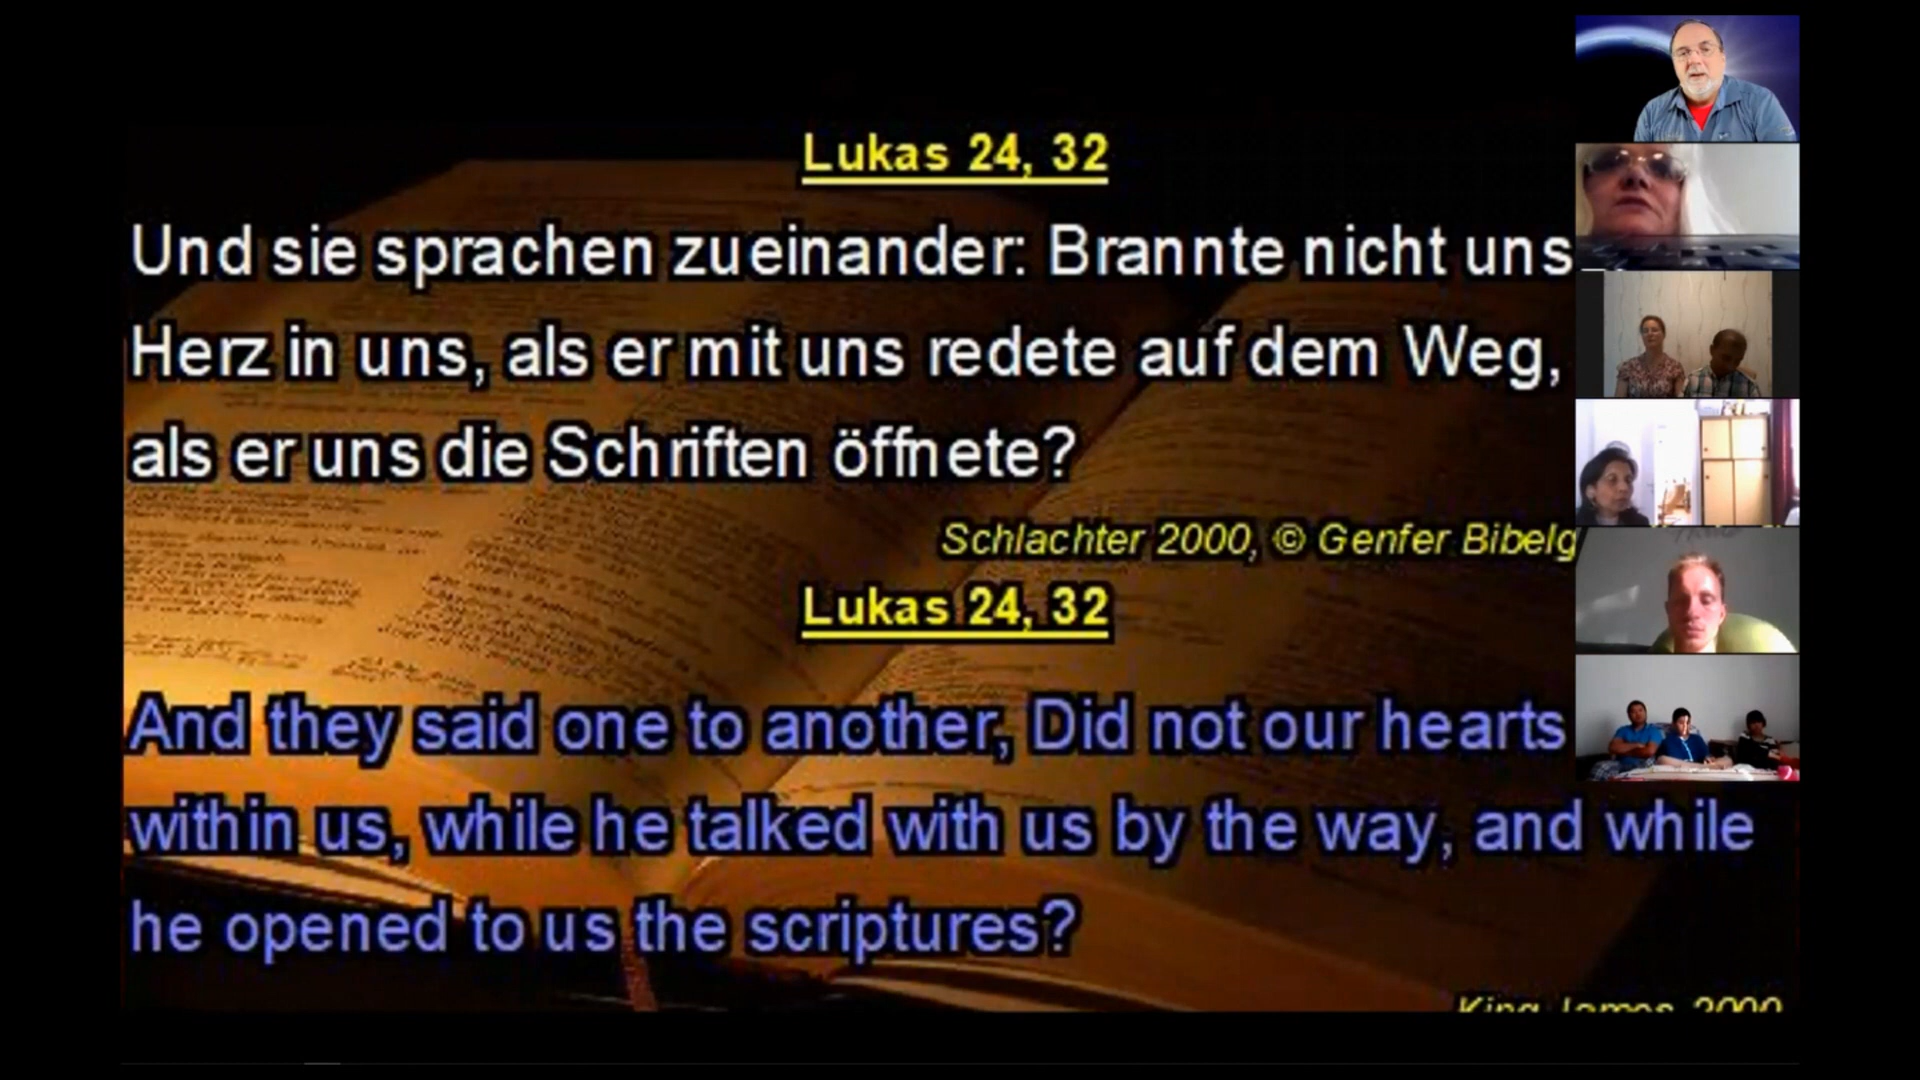 Lukas 24, 32
Und sie sprachen zueinander: Brannte nicht uns
Herz in uns, als er mit uns redete auf dem Weg,
als er uns die Schriften öffnete?
Schlachter 2000, © Genfer Bibelg
Lukas 24, 32
And they said one to another, Did not our hearts
within us, while he talked with us by the way, and while
he opened to us the scriptures?
King James 2000